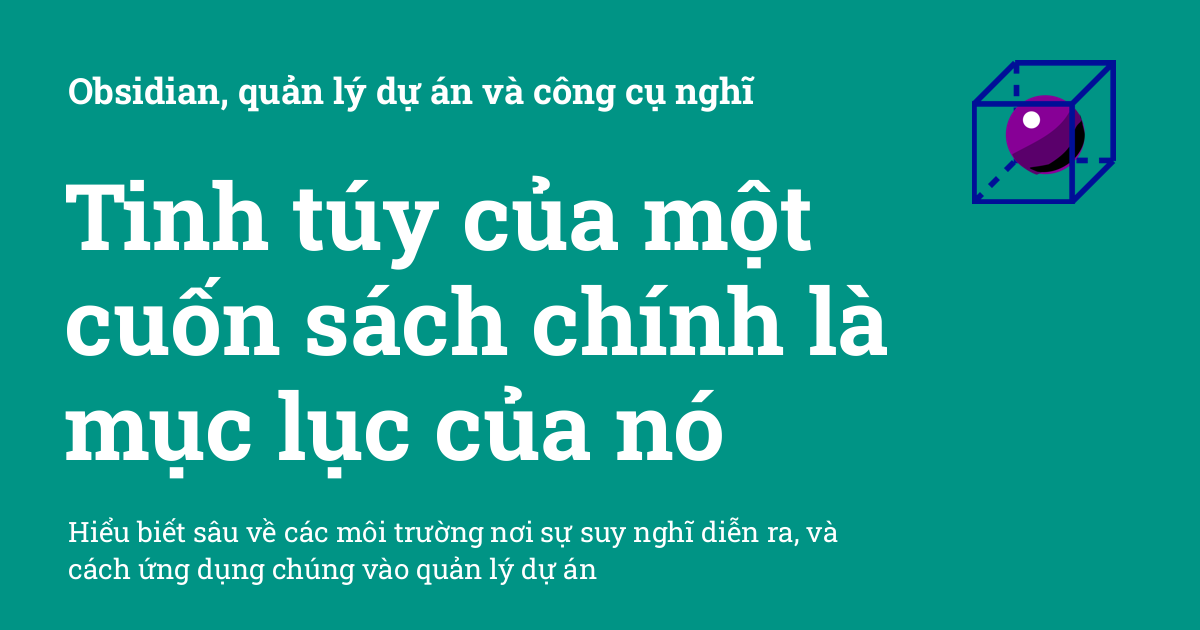 Obsidian, quản lý dự án và công cụ nghĩ
Tinh túy của một
cuốn sách chính là
mục lục của nó
Hiểu biết sâu về các môi trường nơi sự suy nghĩ diễn ra, và
cách ứng dụng chúng vào quản lý dự án